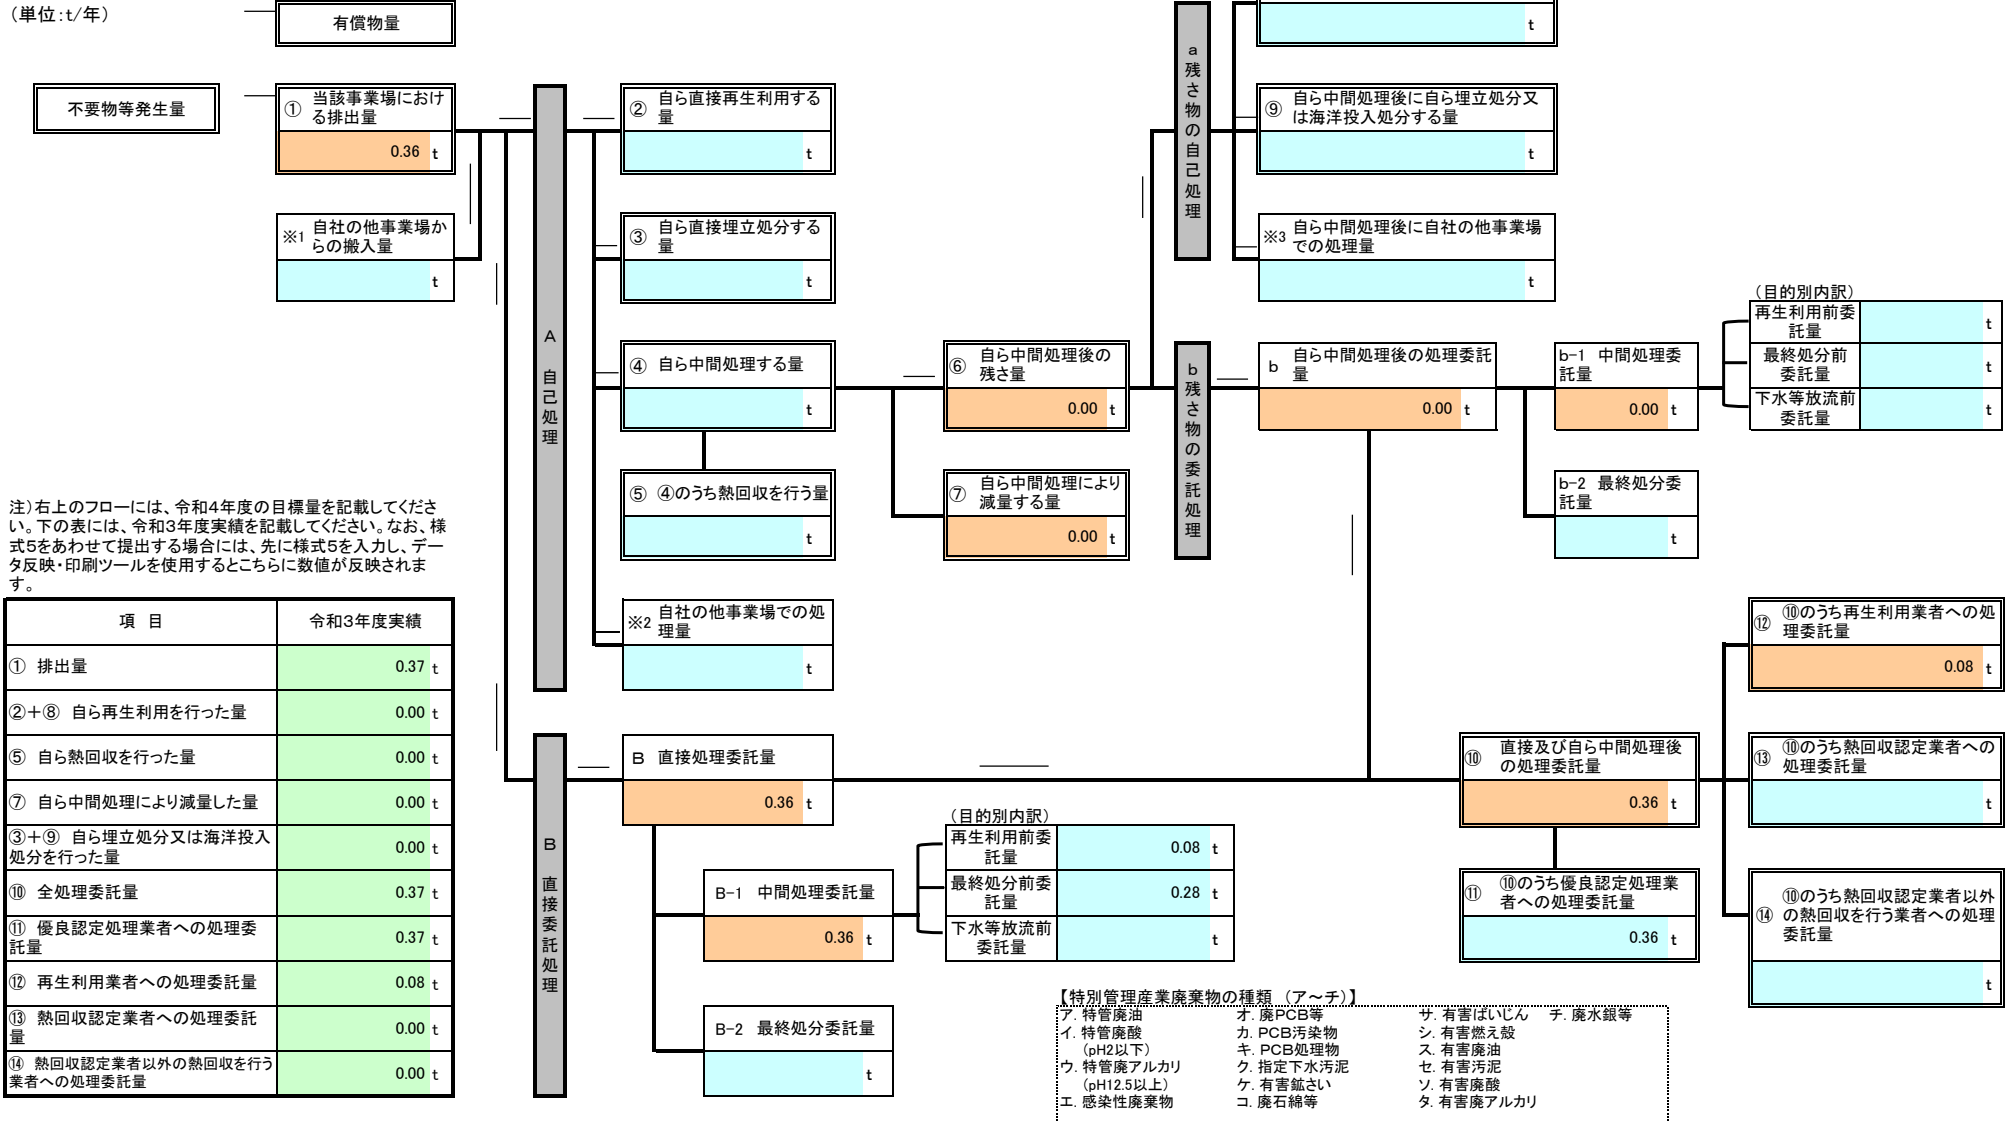 （単位：t/年）
有償物量
t
不要物等発生量
① 当該事業場におけ
る排出量
0.36 t
※1 自社の他事業場か
らの搬入量
t
A 自己処理
② 自ら直接再生利用する
量
t
③ 自ら直接埋立処分する
量
t
④ 自ら中間処理する量
t
⑤ ④のうち熱回収を行う量
t
※2 自社の他事業場での処
理量
t
⑥ 自ら中間処理後の
残さ量
0.00 t
⑦ 自ら中間処理により
減量する量
0.00 t
a残さ物の自己処理
⑨ 自ら中間処理後に自ら埋立処分又
は海洋投入処分する量
t
※3 自ら中間処理後に自社の他事業場
での処理量
t
b残さ物の委託処理
b 自ら中間処理後の処理委託
量
0.00 t
b-1 中間処理委
託量
0.00 t
b-2 最終処分委
託量
t
（目的別内訳）
再生利用前委
託量
t
最終処分前
委託量
t
下水等放流前
委託量
t
注）右上のフローには、令和４年度の目標量を記載してくださ
い。下の表には、令和３年度実績を記載してください。なお、様
式５をあわせて提出する場合には、先に様式５を入力し、デー
タ反映・印刷ツールを使用するとこちらに数値が反映されま
す。
項 目 令和３年度実績
① 排出量 0.37 t
②＋⑧ 自ら再生利用を行った量 0.00 t
⑤ 自ら熱回収を行った量 0.00 t
⑦ 自ら中間処理により減量した量 0.00 t
③＋⑨ 自ら埋立処分又は海洋投入
処分を行った量 0.00 t
⑩ 全処理委託量 0.37 t
⑪ 優良認定処理業者への処理委
託量 0.37 t
⑫ 再生利用業者への処理委託量 0.08 t
⑬ 熱回収認定業者への処理委託
量 0.00 t
⑭ 熱回収認定業者以外の熱回収を行う
業者への処理委託量 0.00 t
B 直接委託処理
B 直接処理委託量
0.36 t
B-1 中間処理委託量
0.36 t
B-2 最終処分委託量
t
（目的別内訳）
再生利用前委
託量
0.08 t
最終処分前委
託量
0.28 t
下水等放流前
委託量
t
⑩ 直接及び自ら中間処理後
の処理委託量
0.36 t
⑪ ⑩のうち優良認定処理業
者への処理委託量
0.36 t
⑫ ⑩のうち再生利用業者への処
理委託量
0.08 t
⑬ ⑩のうち熱回収認定業者への
処理委託量
t
⑭ ⑩のうち熱回収認定業者以外
の熱回収を行う業者への処理
委託量
t
【特別管理産業廃棄物の種類 （ア～チ）】
ア. 特管廃油 オ. 廃PCB等 サ. 有害ばいじん チ. 廃水銀等
イ. 特管廃酸 カ. PCB汚染物 シ. 有害燃え殻
（pH2以下） キ. PCB処理物 ス. 有害廃油
ウ. 特管廃アルカリ ク. 指定下水汚泥 セ. 有害汚泥
（pH12.5以上） ケ. 有害鉱さい ソ. 有害廃酸
エ. 感染性廃棄物 コ. 廃石綿等 タ. 有害廃アルカリ